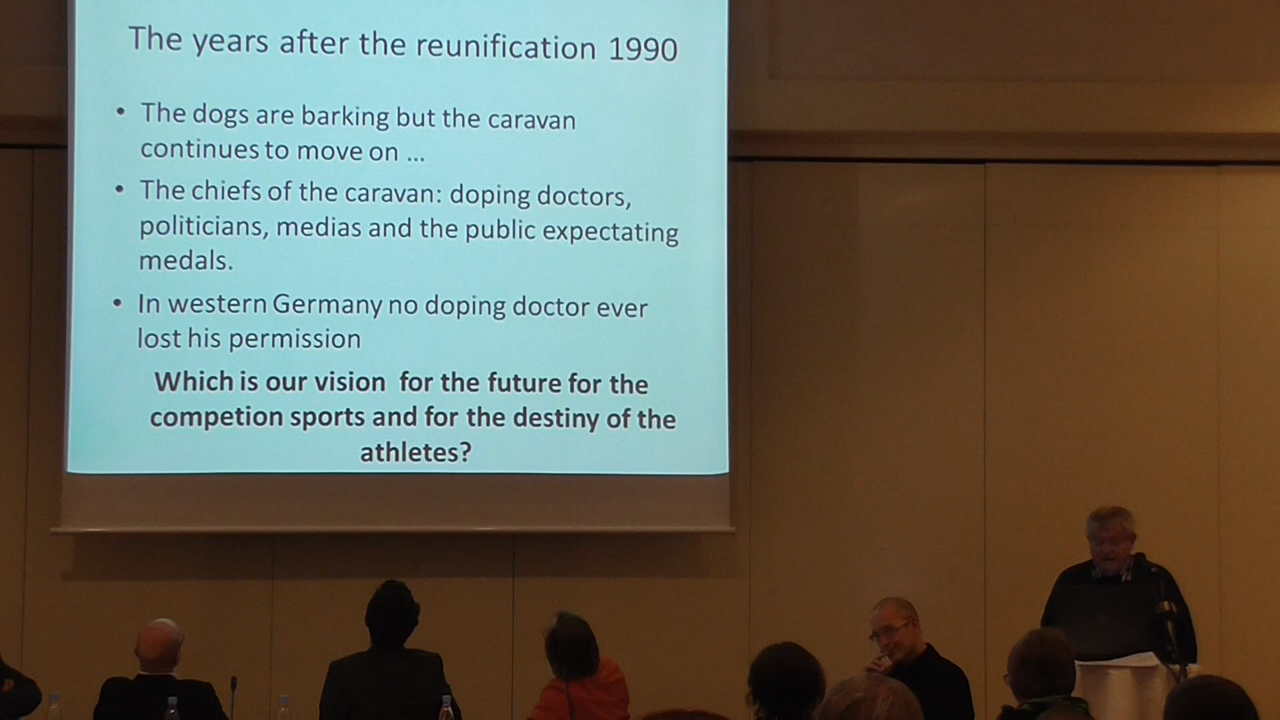 The years after the reunification 1990
• The dogs are barking but the caravan
continues to move on ...
• The chiefs of the caravan: doping doctors,
politicians, medias and the public expectating
medals.
• In western Germany no doping doctor ever
lost his permission
Which is our vision for the future for the
competion sports and for the destiny of the
athletes?